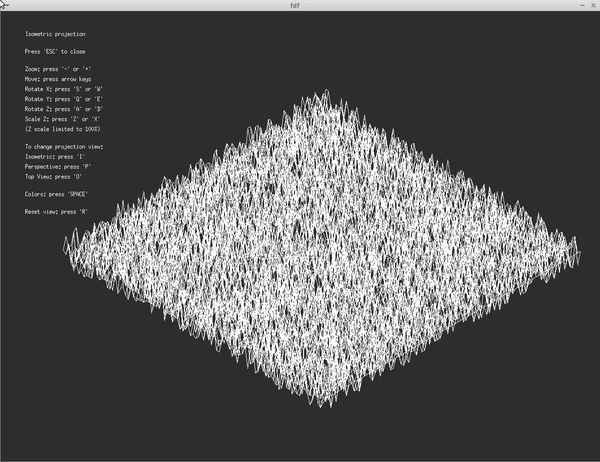 fdf
Isometric projection
Press 'ESC' to close
Zoom: press '-' or '+'
Move: press arrow keys
Rotate X: press 'S' or 'W'
Rotate Y: press 'Q' or 'E'
Rotate Z: press 'A' or 'D'
Scale Z: press 'Z' or 'X'
(Z scale limited to 100%)
To change projection view:
Isometric: press 'I'
Perspective: press 'P'
Top View: press 'O'
Colors: press 'SPACE'
Reset view: press 'R'